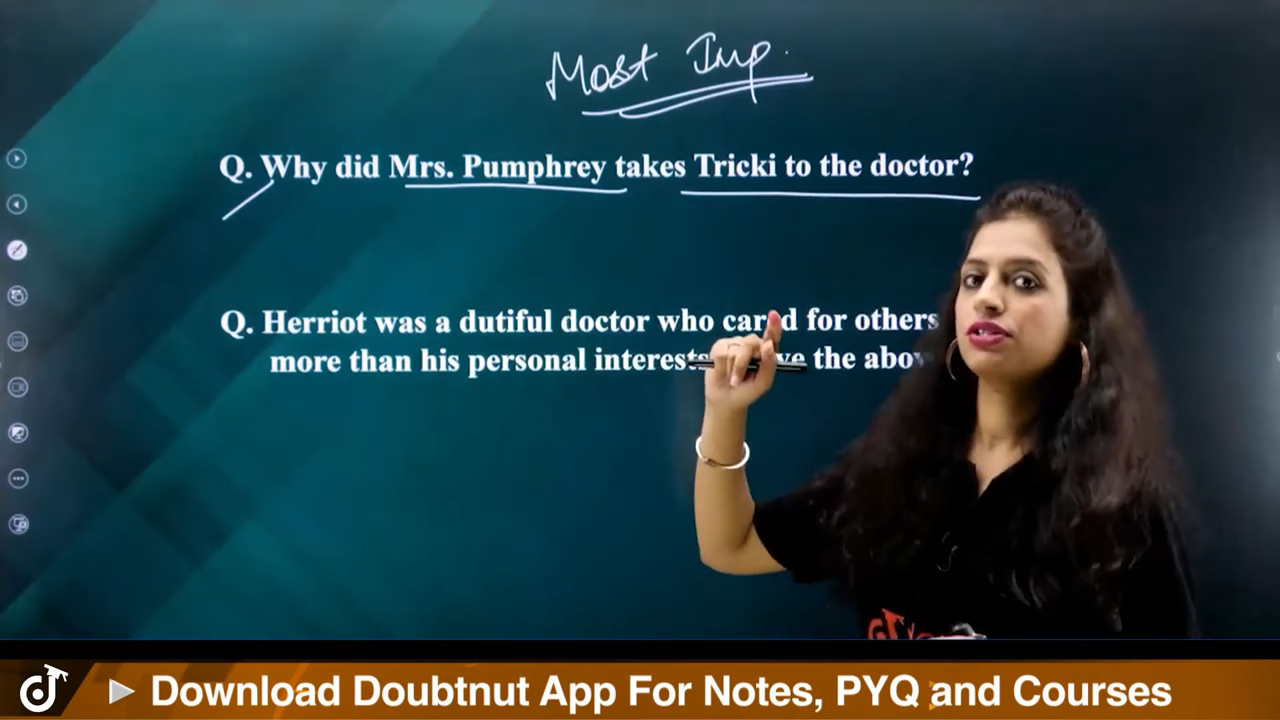 Most Imp.
Q. Why did Mrs. Pumphrey takes Tricki to the doctor?
Q. Herriot was a dutiful doctor who cared for others
more than his personal interests the
Download Doubtnut App For Notes, PYQ and Courses